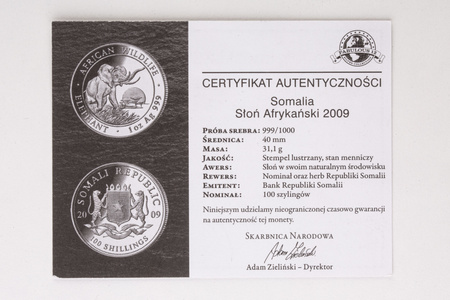 AFRICAN WILDLIFE
ELEPHANT • 1 oz Ag 999
SOMALI REPUBLIC
20 09
100 SHILLINGS
FABULOUS
CERTYFIKAT AUTENTYCZNOŚCI
Somalia
Słoń Afrykański 2009
PRÓBA SREBRA: 999/1000
ŚREDNICA: 40 mm
MASA: 31,1 g
JAKOŚĆ: Stempel lustrzany, stan menniczy
AWERS: Słoń w swoim naturalnym środowisku
REWERS: Nominał oraz herb Republiki Somalii
EMITENT: Bank Republiki Somalii
NOMINAŁ: 100 szylingów
Niniejszym udzielamy nieograniczonej czasowo gwarancji
na autentyczność tej monety.
SKARBNICA NARODOWA
Adam Zieliński
Adam Zieliński – Dyrektor